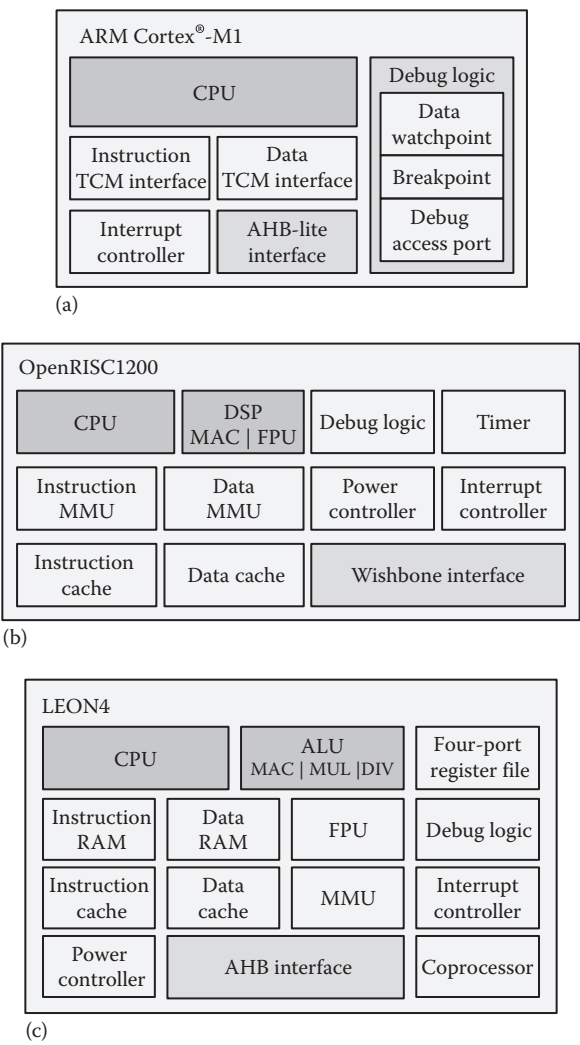 ARM Cortex®-M1
CPU
Debug logic
Data
watchpoint
Breakpoint
Debug
access port
Instruction
TCM interface
Data
TCM interface
Interrupt
controller
AHB-lite
interface
(a)
OpenRISC1200
CPU
DSP
MAC | FPU
Debug logic
Timer
Instruction
MMU
Data
MMU
Power
controller
Interrupt
controller
Instruction
cache
Data cache
Wishbone interface
(b)
LEON4
CPU
ALU
MAC | MUL |DIV
Four-port
register file
Instruction
RAM
Data
RAM
FPU
Debug logic
Instruction
cache
Data
cache
MMU
Interrupt
controller
Power
controller
AHB interface
Coprocessor
(c)